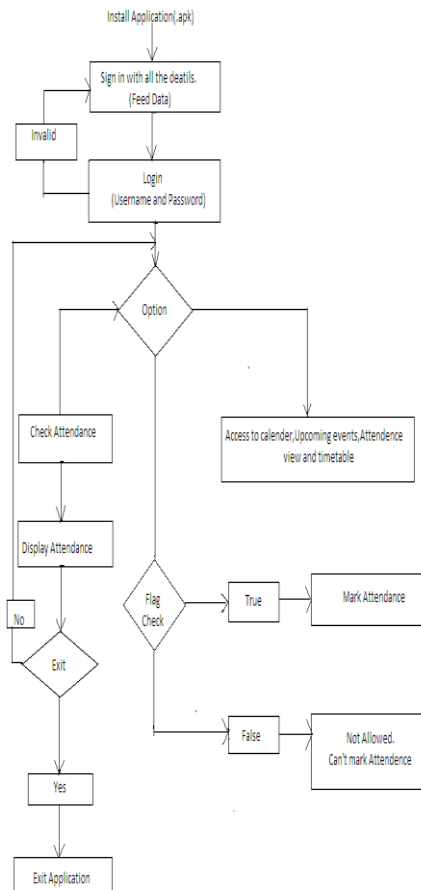 Install Application(.apk)
Sign in with all the deatils.
(Feed Data)
Invalid
Login
(Username and Password)
Option
Check Attendance
Access to calender,Upcoming events,Attendence
view and timetable
Display Attendance
Flag
Check
True
Mark Attendance
No
Exit
False
Not Allowed.
Can't mark Attendence
Yes
Exit Application